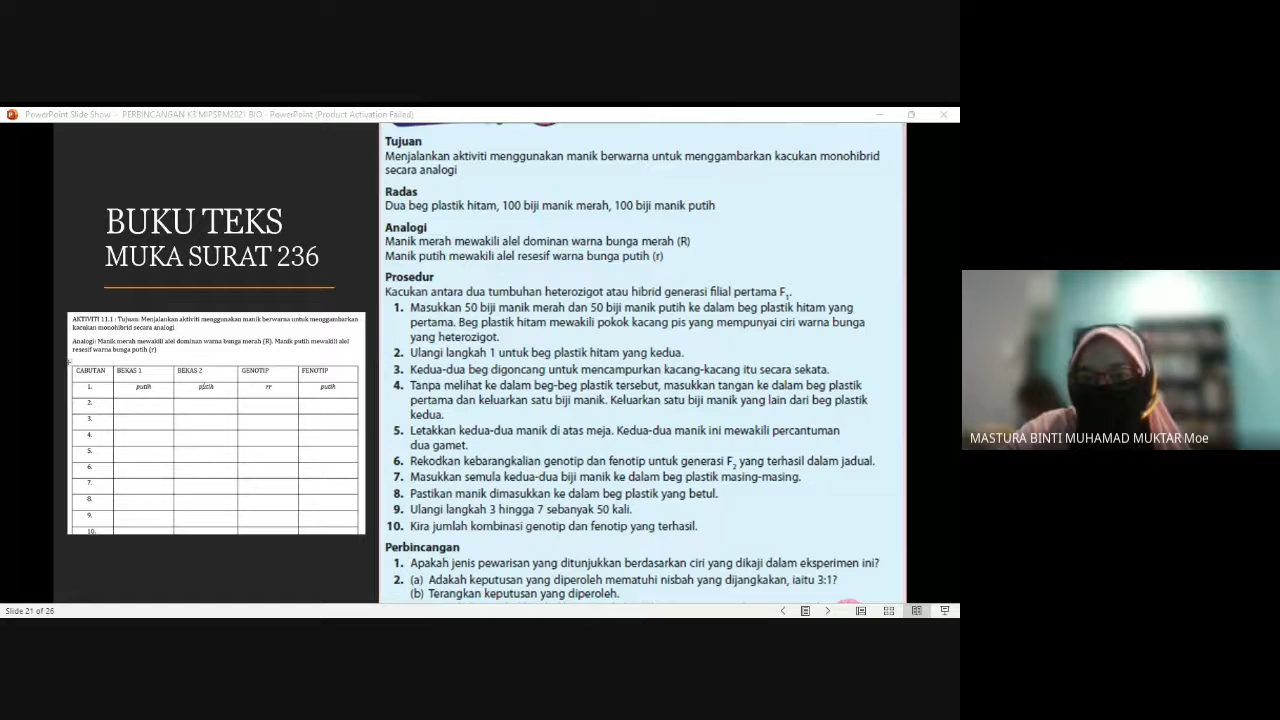 PowerPoint Slide Show - PERBINCANGAN K3 MIPSPM2021 BIO - PowerPoint (Product Activation Failed)
BUKU TEKS
MUKA SURAT 236
AKTIVITI 11.1 : Tujuan: Menjalankan aktiviti menggunakan manik berwarna untuk menggambarkan
kacukan monohibrid secara analogi
Analogi: Manik merah mewakili alel dominan warna bunga merah (R). Manik putih mewakili alel
resesif warna bunga putih (r)
CABUTAN BEKAS 1 BEKAS 2 GENOTIP FENOTIP
1. putih putih rr putih
2.
3.
4.
5.
6.
7.
8.
9.
10.
Tujuan
Menjalankan aktiviti menggunakan manik berwarna untuk menggambarkan kacukan monohibrid
secara analogi
Radas
Dua beg plastik hitam, 100 biji manik merah, 100 biji manik putih
Analogi
Manik merah mewakili alel dominan warna bunga merah (R)
Manik putih mewakili alel resesif warna bunga putih (r)
Prosedur
Kacukan antara dua tumbuhan heterozigot atau hibrid generasi filial pertama F1.
1. Masukkan 50 biji manik merah dan 50 biji manik putih ke dalam beg plastik hitam yang
pertama. Beg plastik hitam mewakili pokok kacang pis yang mempunyai ciri warna bunga
yang heterozigot.
2. Ulangi langkah 1 untuk beg plastik hitam yang kedua.
3. Kedua-dua beg digoncang untuk mencampurkan kacang-kacang itu secara sekata.
4. Tanpa melihat ke dalam beg-beg plastik tersebut, masukkan tangan ke dalam beg plastik
pertama dan keluarkan satu biji manik. Keluarkan satu biji manik yang lain dari beg plastik
kedua.
5. Letakkan kedua-dua manik di atas meja. Kedua-dua manik ini mewakili percantuman
dua gamet.
6. Rekodkan kebarangkalian genotip dan fenotip untuk generasi F2 yang terhasil dalam jadual.
7. Masukkan semula kedua-dua biji manik ke dalam beg plastik masing-masing.
8. Pastikan manik dimasukkan ke dalam beg plastik yang betul.
9. Ulangi langkah 3 hingga 7 sebanyak 50 kali.
10. Kira jumlah kombinasi genotip dan fenotip yang terhasil.
Perbincangan
1. Apakah jenis pewarisan yang ditunjukkan berdasarkan ciri yang dikaji dalam eksperimen ini?
2. (a) Adakah keputusan yang diperoleh mematuhi nisbah yang dijangkakan, iaitu 3:1?
(b) Terangkan keputusan yang diperoleh.
Slide 21 of 26
MASTURA BINTI MUHAMAD MUKTAR Moe